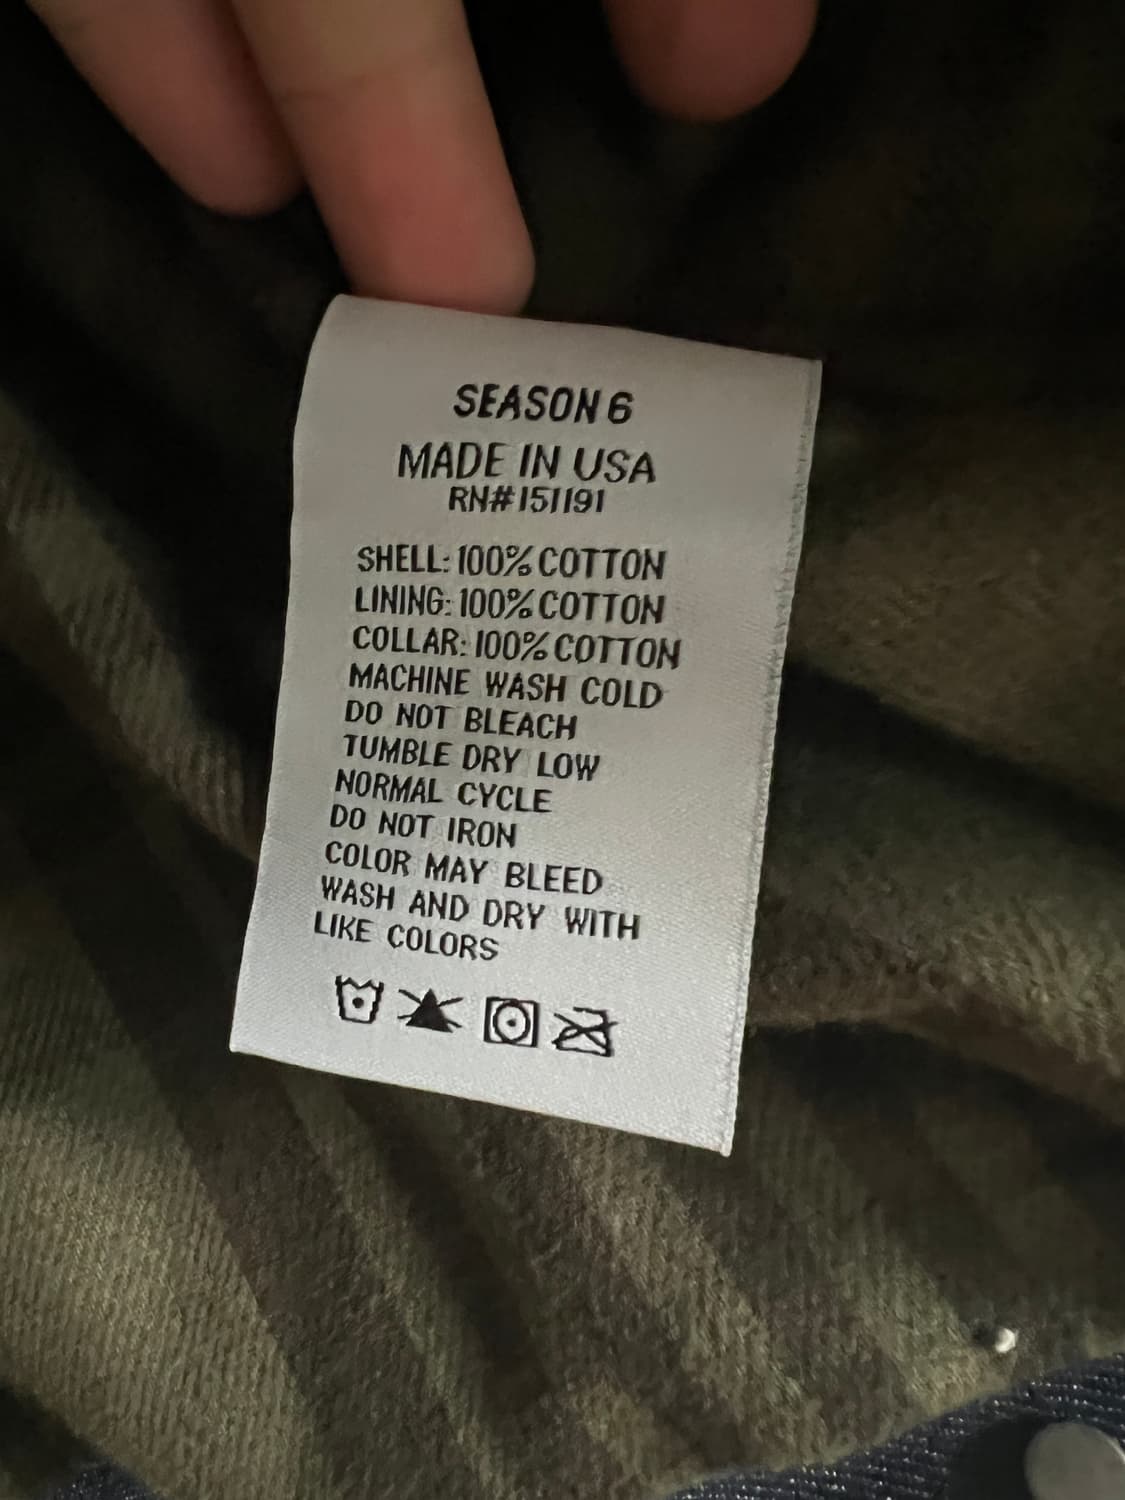 SEASON 6
MADE IN USA
RN#151191
SHELL: 100% COTTON
LINING: 100% COTTON
COLLAR: 100% COTTON
MACHINE WASH COLD
DO NOT BLEACH
TUMBLE DRY LOW
NORMAL CYCLE
DO NOT IRON
COLOR MAY BLEED
WASH AND DRY WITH
LIKE COLORS